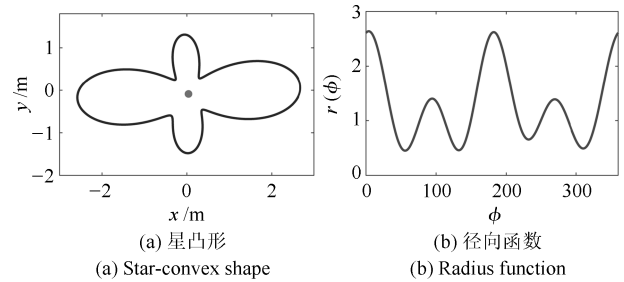 1
0
−1
−2
y/m
−2
0
2
x/m
(a) 星凸形
(a) Star-convex shape
3
2
1
0
r (ϕ)
0
100
200
300
ϕ
(b) 径向函数
(b) Radius function